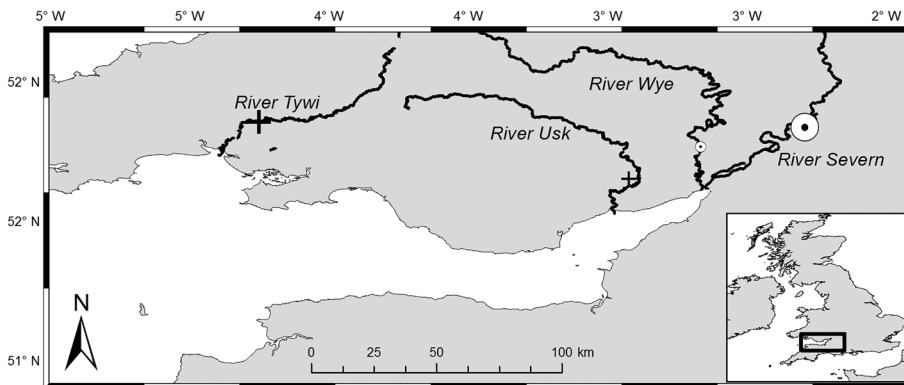 5° W 5° W 4° W 4° W 3° W 3° W 2° W
52° N
River Tywi
River Wye
River Usk
River Severn
52° N
N
0 25 50 100 km
51° N